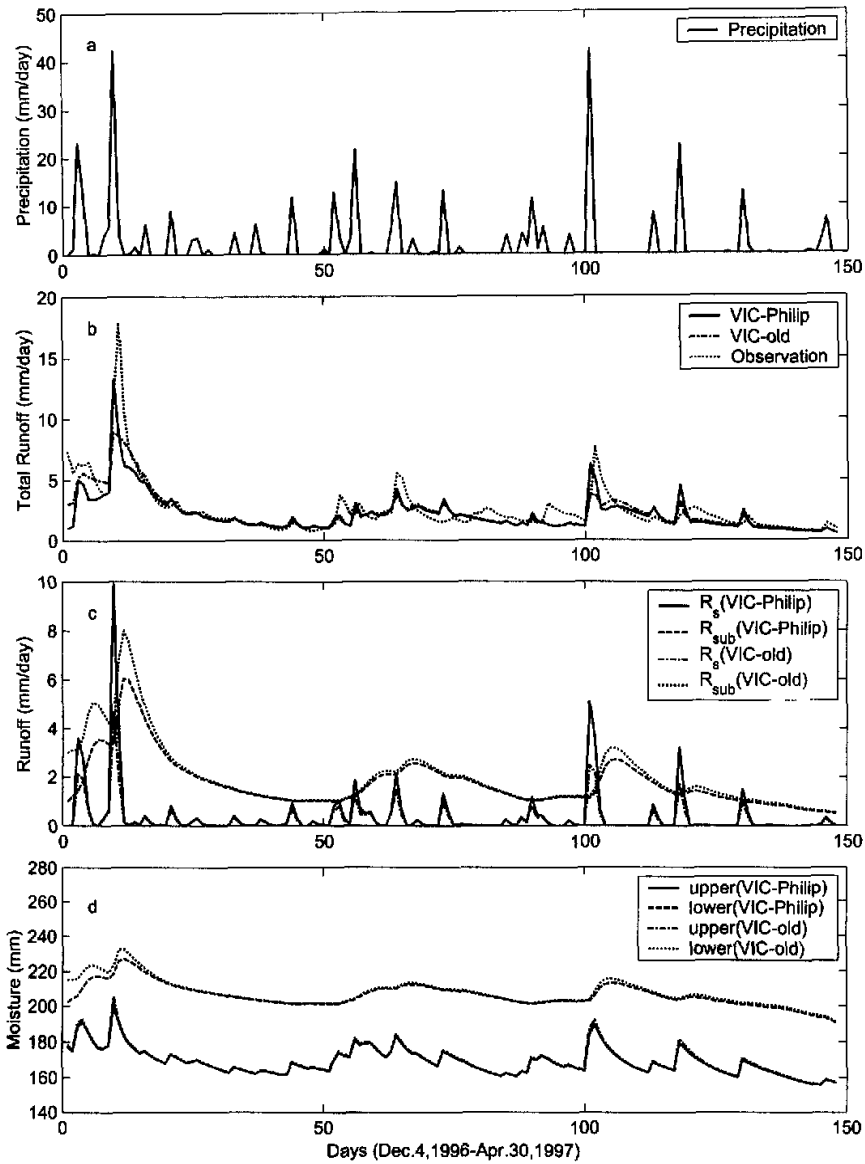 50
40
30
20
10
0
Precipitation (mm/day)
a
Precipitation
0
50
100
150
20
15
10
5
0
Total Runoff (mm/day)
b
VIC-Philip
VIC-old
Observation
0
50
100
150
10
8
6
4
2
0
Runoff (mm/day)
c
Rs(VIC-Philip)
Rsub(VIC-Philip)
Rs(VIC-old)
Rsub(VIC-old)
0
50
100
150
280
260
240
220
200
180
160
140
Moisture (mm)
d
upper(VIC-Philip)
lower(VIC-Philip)
upper(VIC-old)
lower(VIC-old)
0
50
100
150
Days (Dec.4,1996-Apr.30,1997)